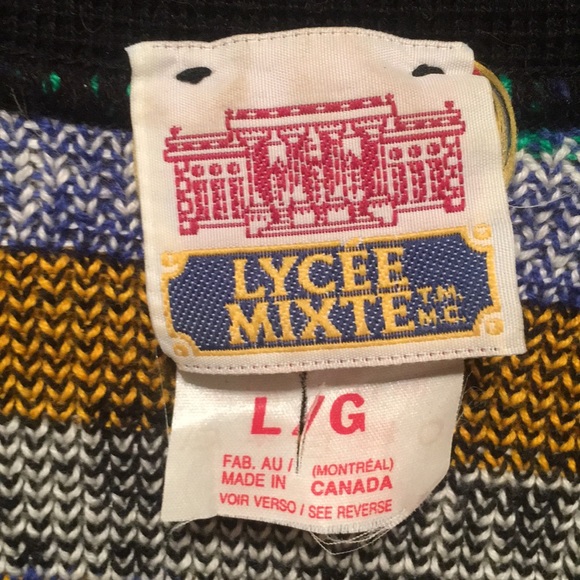 LYCÉE
MIXTE T.M.
M.C.
L/G
FAB. AU / (MONTRÉAL)
MADE IN CANADA
VOIR VERSO / SEE REVERSE